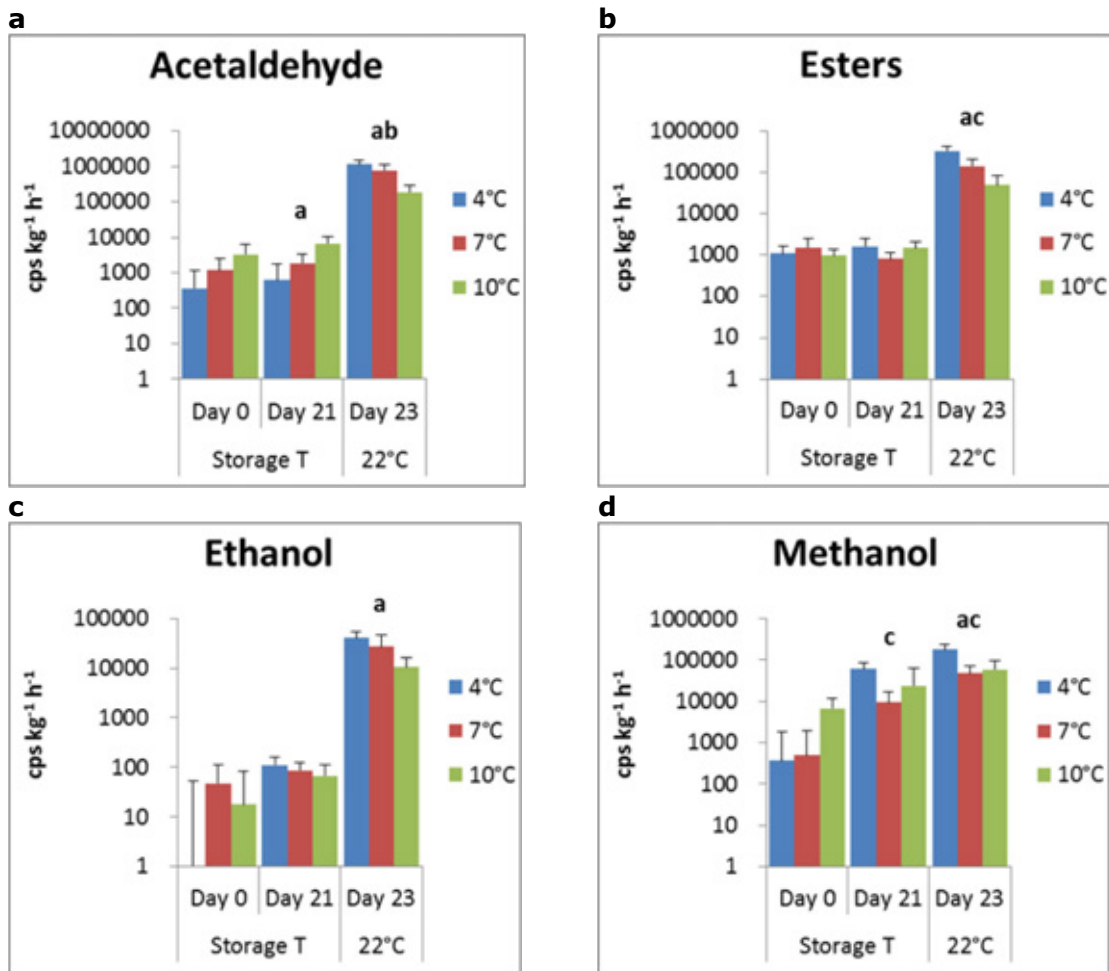 a
Acetaldehyde
cps kg⁻¹ h⁻¹
10000000
1000000
100000
10000
1000
100
10
1
a
ab
4°C
7°C
10°C
Day 0 Day 21 Day 23
Storage T 22°C
b
Esters
cps kg⁻¹ h⁻¹
1000000
100000
10000
1000
100
10
1
ac
4°C
7°C
10°C
Day 0 Day 21 Day 23
Storage T 22°C
c
Ethanol
cps kg⁻¹ h⁻¹
100000
10000
1000
100
10
1
a
4°C
7°C
10°C
Day 0 Day 21 Day 23
Storage T 22°C
d
Methanol
cps kg⁻¹ h⁻¹
1000000
100000
10000
1000
100
10
1
c
ac
4°C
7°C
10°C
Day 0 Day 21 Day 23
Storage T 22°C